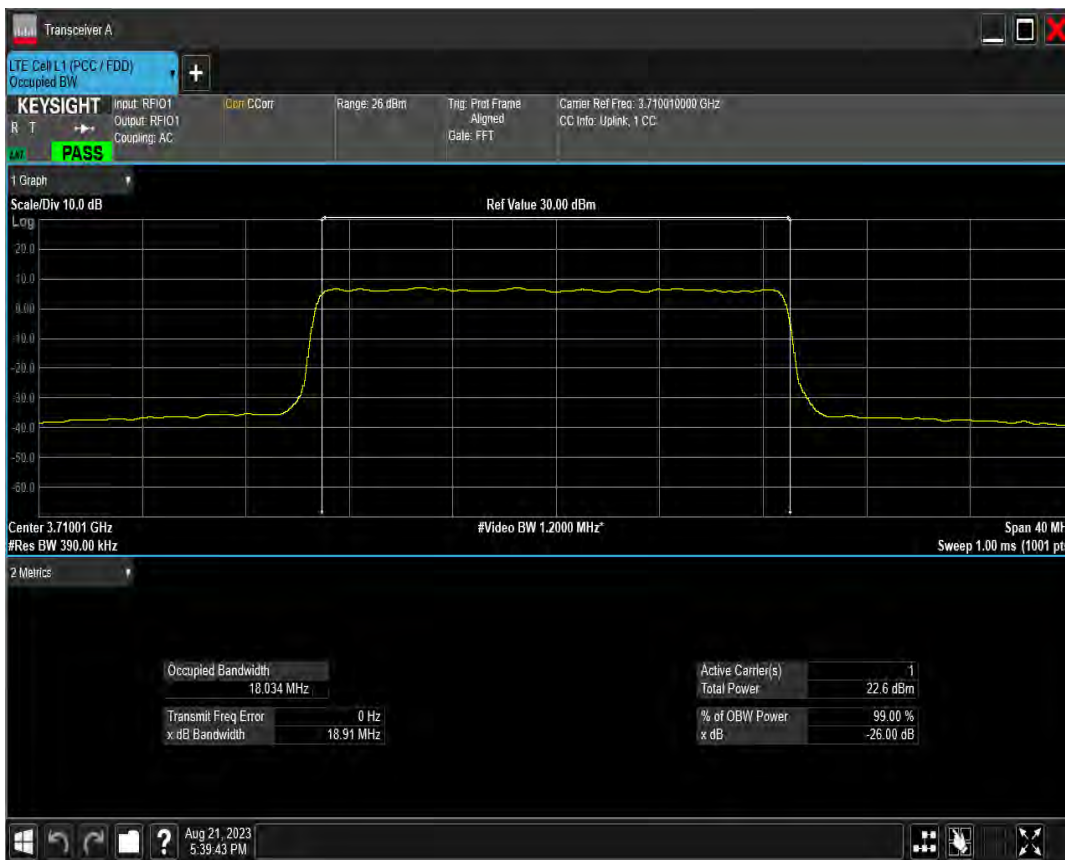 Transceiver A
LTE Cell L1 (PCC / FDD)
Occupied BW
KEYSIGHT
R T
PASS
Input: RFIO1
Output: RFIO1
Coupling: AC
Corr CCorr
Range: 26 dBm
Trig: Prot Frame
Aligned
Gate: FFT
Carrier Ref Freq: 3.710010000 GHz
CC Info: Uplink, 1 CC
1 Graph
Scale/Div 10.0 dB
Ref Value 30.00 dBm
Log
20.0
10.0
0.00
-10.0
-20.0
-30.0
-40.0
-50.0
-60.0
Center 3.71001 GHz
#Video BW 1.2000 MHz*
Span 40 MH
#Res BW 390.00 kHz
Sweep 1.00 ms (1001 pt
2 Metrics
Occupied Bandwidth
18.034 MHz
Transmit Freq Error 0 Hz
x dB Bandwidth 18.91 MHz
Active Carrier(s) 1
Total Power 22.6 dBm
% of OBW Power 99.00 %
x dB -26.00 dB
Aug 21, 2023
5:39:43 PM